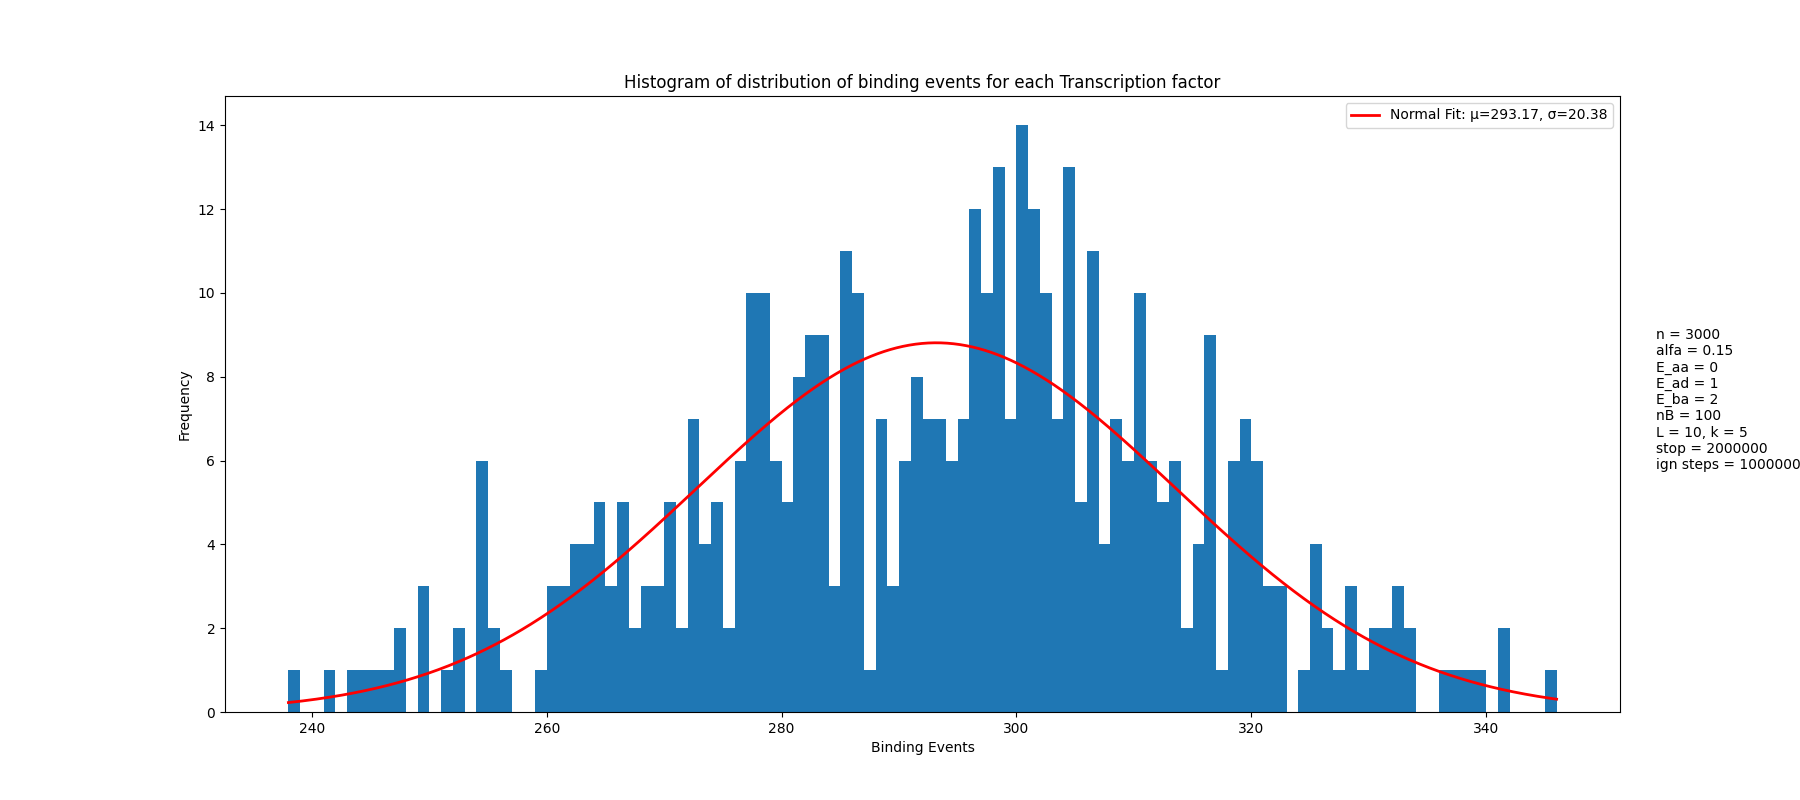 Histogram of distribution of binding events for each Transcription factor
Normal Fit: μ=293.17, σ=20.38
Frequency
14
12
10
8
6
4
2
0
240 260 280 300 320 340
Binding Events
n = 3000
alfa = 0.15
E_aa = 0
E_ad = 1
E_ba = 2
nB = 100
L = 10, k = 5
stop = 2000000
ign steps = 1000000